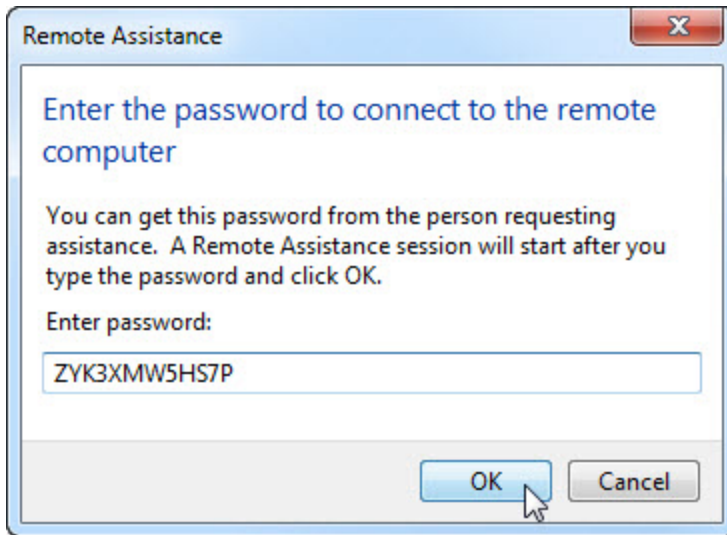 Remote Assistance
Enter the password to connect to the remote
computer
You can get this password from the person requesting
assistance.  A Remote Assistance session will start after you
type the password and click OK.
Enter password:
ZYK3XMW5HS7P
OK
Cancel